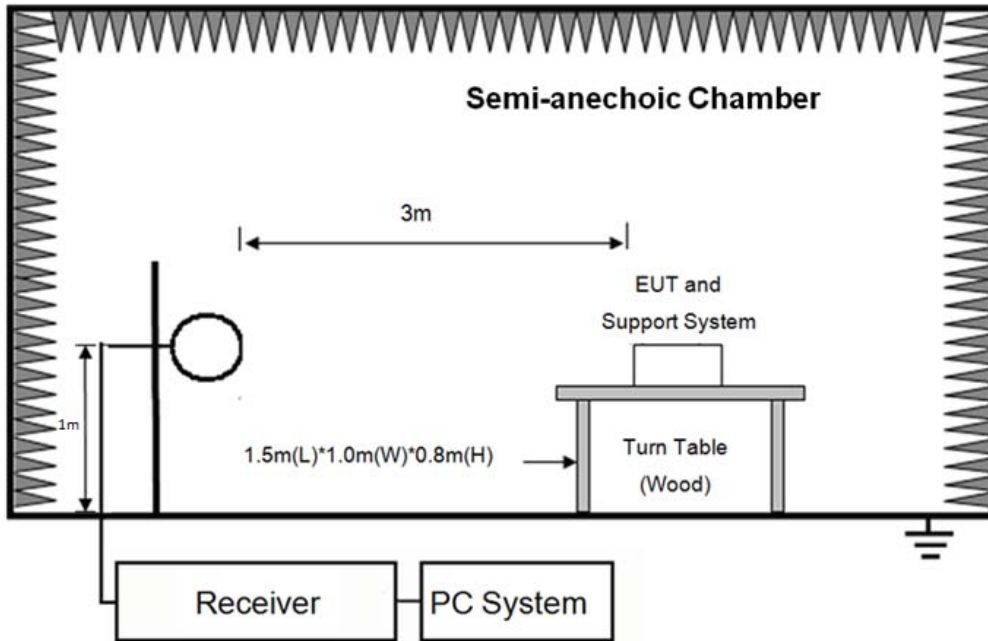 Semi-anechoic Chamber
3m
EUT and
Support System
1m
1.5m(L)*1.0m(W)*0.8m(H)
Turn Table
(Wood)
Receiver
PC System